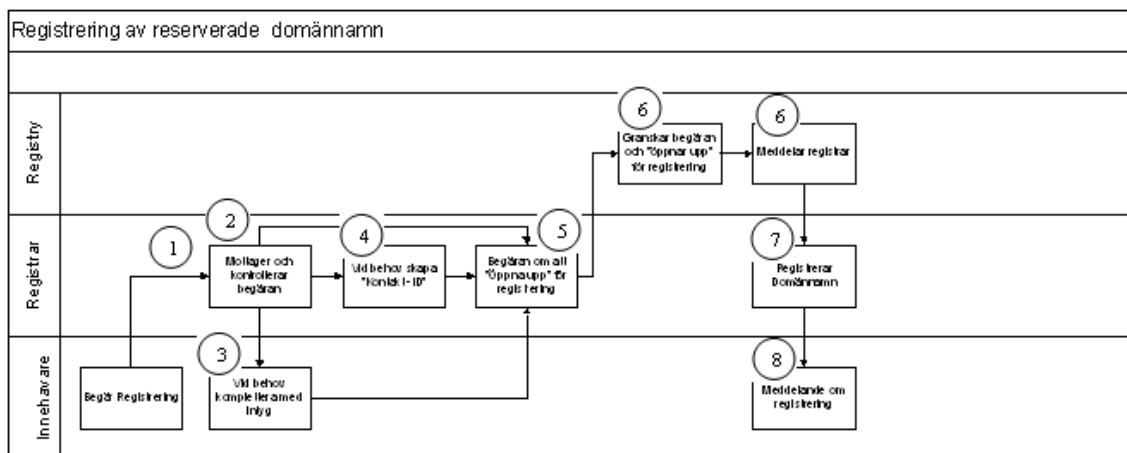 Registrering av reserverade domännamn
Registry
6
Granskar begäran
och "öppnar upp"
för registrering
6
Meddelar registrar
Registrar
1
2
Mottager och
kontrollerar
begäran
4
Vid behov skapa
"Kontakt-ID"
5
Begäran om att
"Öppna upp" för
registering
7
Registrerar
Domännamn
Innehavare
Begär Registrering
3
Vid behov
komplettera med
intyg
8
Meddelande om
registrering